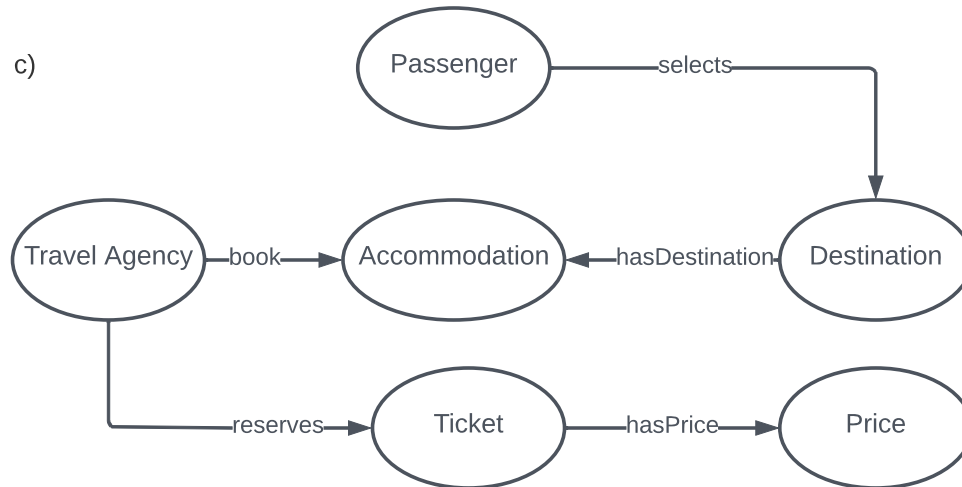 c)
Passenger
selects
Travel Agency
book
Accommodation
hasDestination
Destination
reserves
Ticket
hasPrice
Price